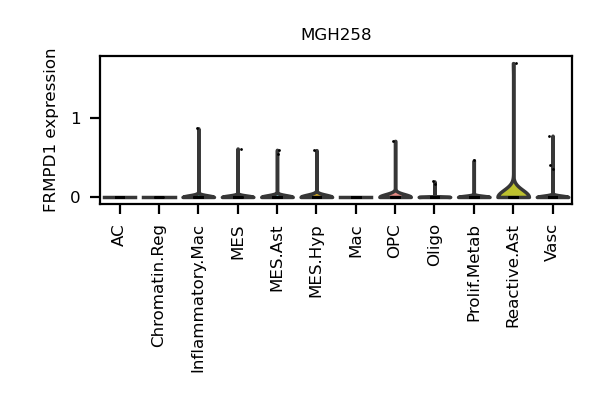 MGH258
FRMPD1 expression
1
0
AC
Chromatin.Reg
Inflammatory.Mac
MES
MES.Ast
MES.Hyp
Mac
OPC
Oligo
Prolif.Metab
Reactive.Ast
Vasc